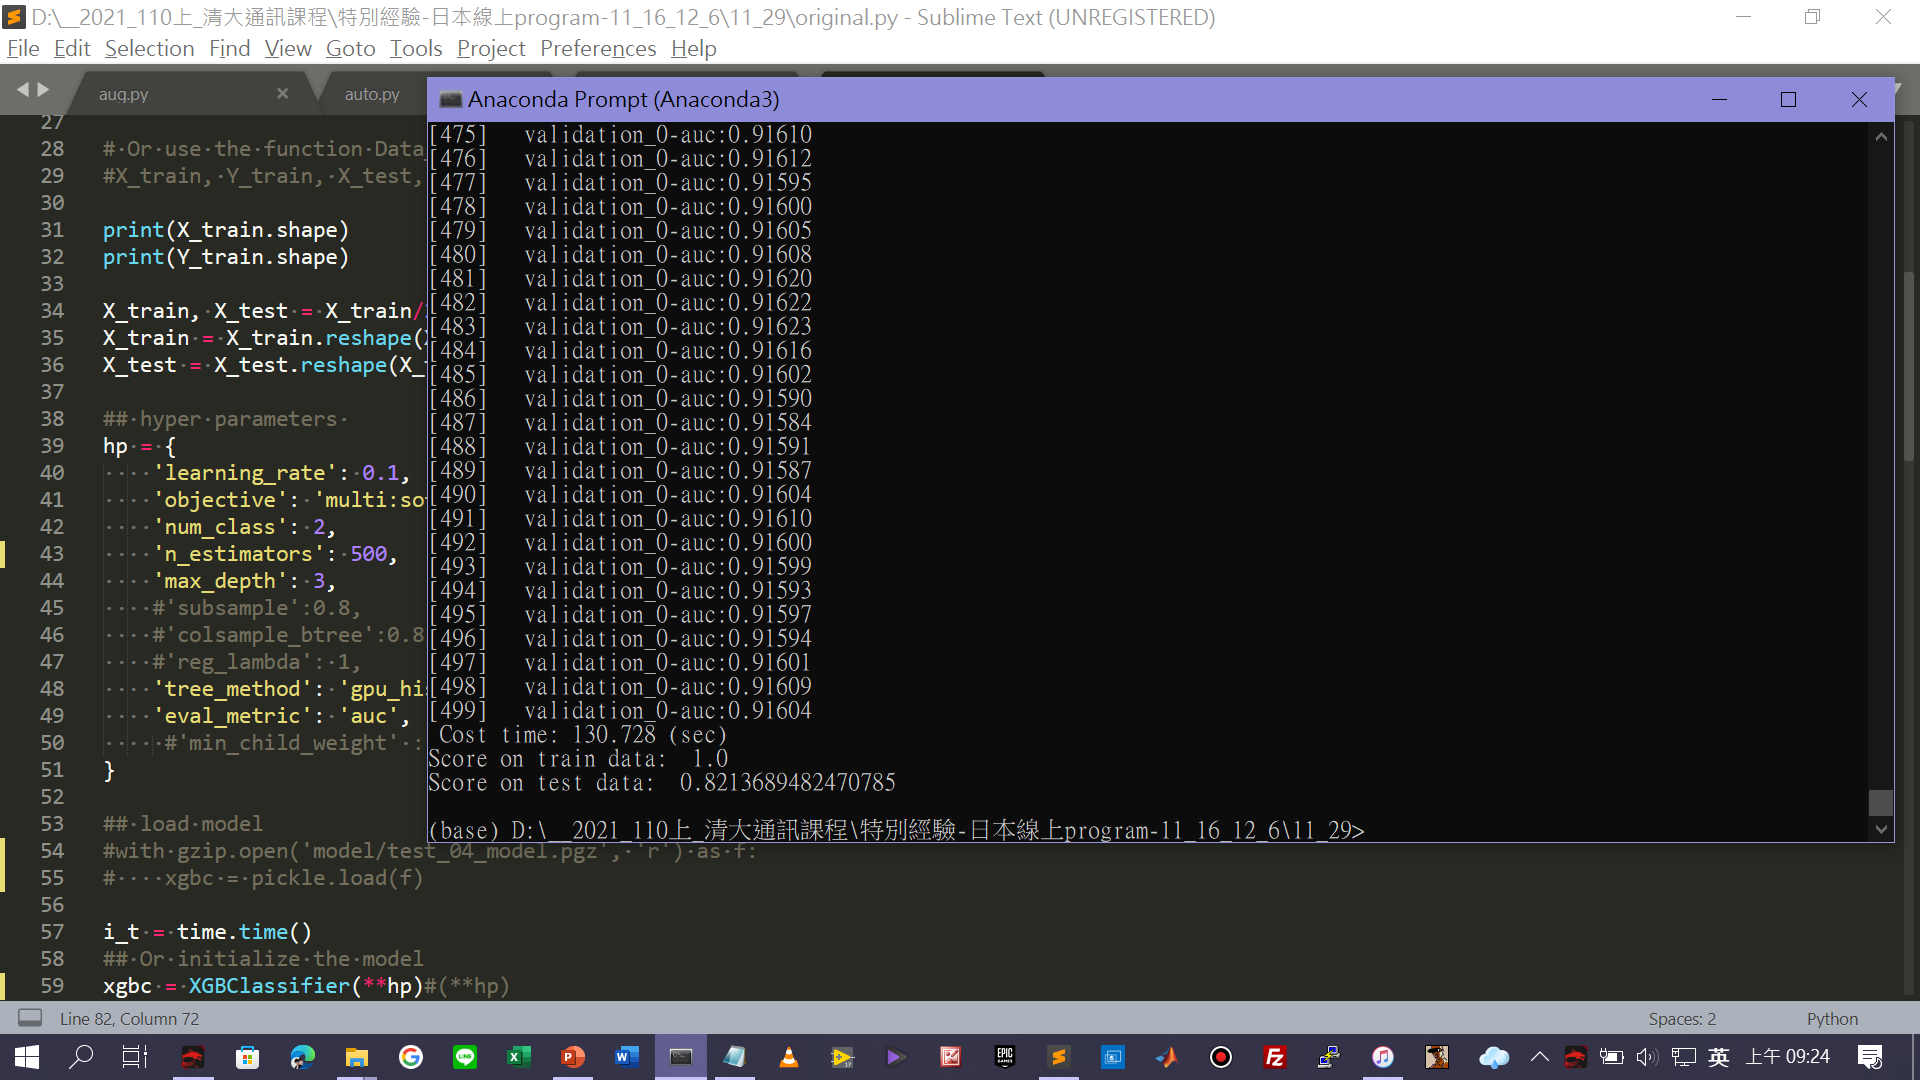 D:\__2021_110上_清大通訊課程\特別經驗-日本線上program-11_16_12_6\11_29\original.py - Sublime Text (UNREGISTERED)
File Edit Selection Find View Goto Tools Project Preferences Help
aug.py
auto.py
27
28 # Or use the function Data_
29 #X_train, Y_train, X_test,
30
31 print(X_train.shape)
32 print(Y_train.shape)
33
34 X_train, X_test = X_train/
35 X_train = X_train.reshape(
36 X_test = X_test.reshape(X_
37
38 ## hyper parameters
39 hp = {
40 'learning_rate': 0.1,
41 'objective': 'multi:so
42 'num_class': 2,
43 'n_estimators': 500,
44 'max_depth': 3,
45 #'subsample':0.8,
46 #'colsample_btree':0.8
47 #'reg_lambda': 1,
48 'tree_method': 'gpu_hi
49 'eval_metric': 'auc',
50 #'min_child_weight' :
51 }
52
53 ## load model
54 #with gzip.open('model/test_04_model.pgz', 'r') as f:
55 # xgbc = pickle.load(f)
56
57 i_t = time.time()
58 ## Or initialize the model
59 xgbc = XGBClassifier(**hp)#(**hp)
Anaconda Prompt (Anaconda3)
[475] validation_0-auc:0.91610
[476] validation_0-auc:0.91612
[477] validation_0-auc:0.91595
[478] validation_0-auc:0.91600
[479] validation_0-auc:0.91605
[480] validation_0-auc:0.91608
[481] validation_0-auc:0.91620
[482] validation_0-auc:0.91622
[483] validation_0-auc:0.91623
[484] validation_0-auc:0.91616
[485] validation_0-auc:0.91602
[486] validation_0-auc:0.91590
[487] validation_0-auc:0.91584
[488] validation_0-auc:0.91591
[489] validation_0-auc:0.91587
[490] validation_0-auc:0.91604
[491] validation_0-auc:0.91610
[492] validation_0-auc:0.91600
[493] validation_0-auc:0.91599
[494] validation_0-auc:0.91593
[495] validation_0-auc:0.91597
[496] validation_0-auc:0.91594
[497] validation_0-auc:0.91601
[498] validation_0-auc:0.91609
[499] validation_0-auc:0.91604
Cost time: 130.728 (sec)
Score on train data: 1.0
Score on test data: 0.8213689482470785
(base) D:\__2021_110上_清大通訊課程\特別經驗-日本線上program-11_16_12_6\11_29>
Line 82, Column 72
Spaces: 2
Python
英
上午 09:24